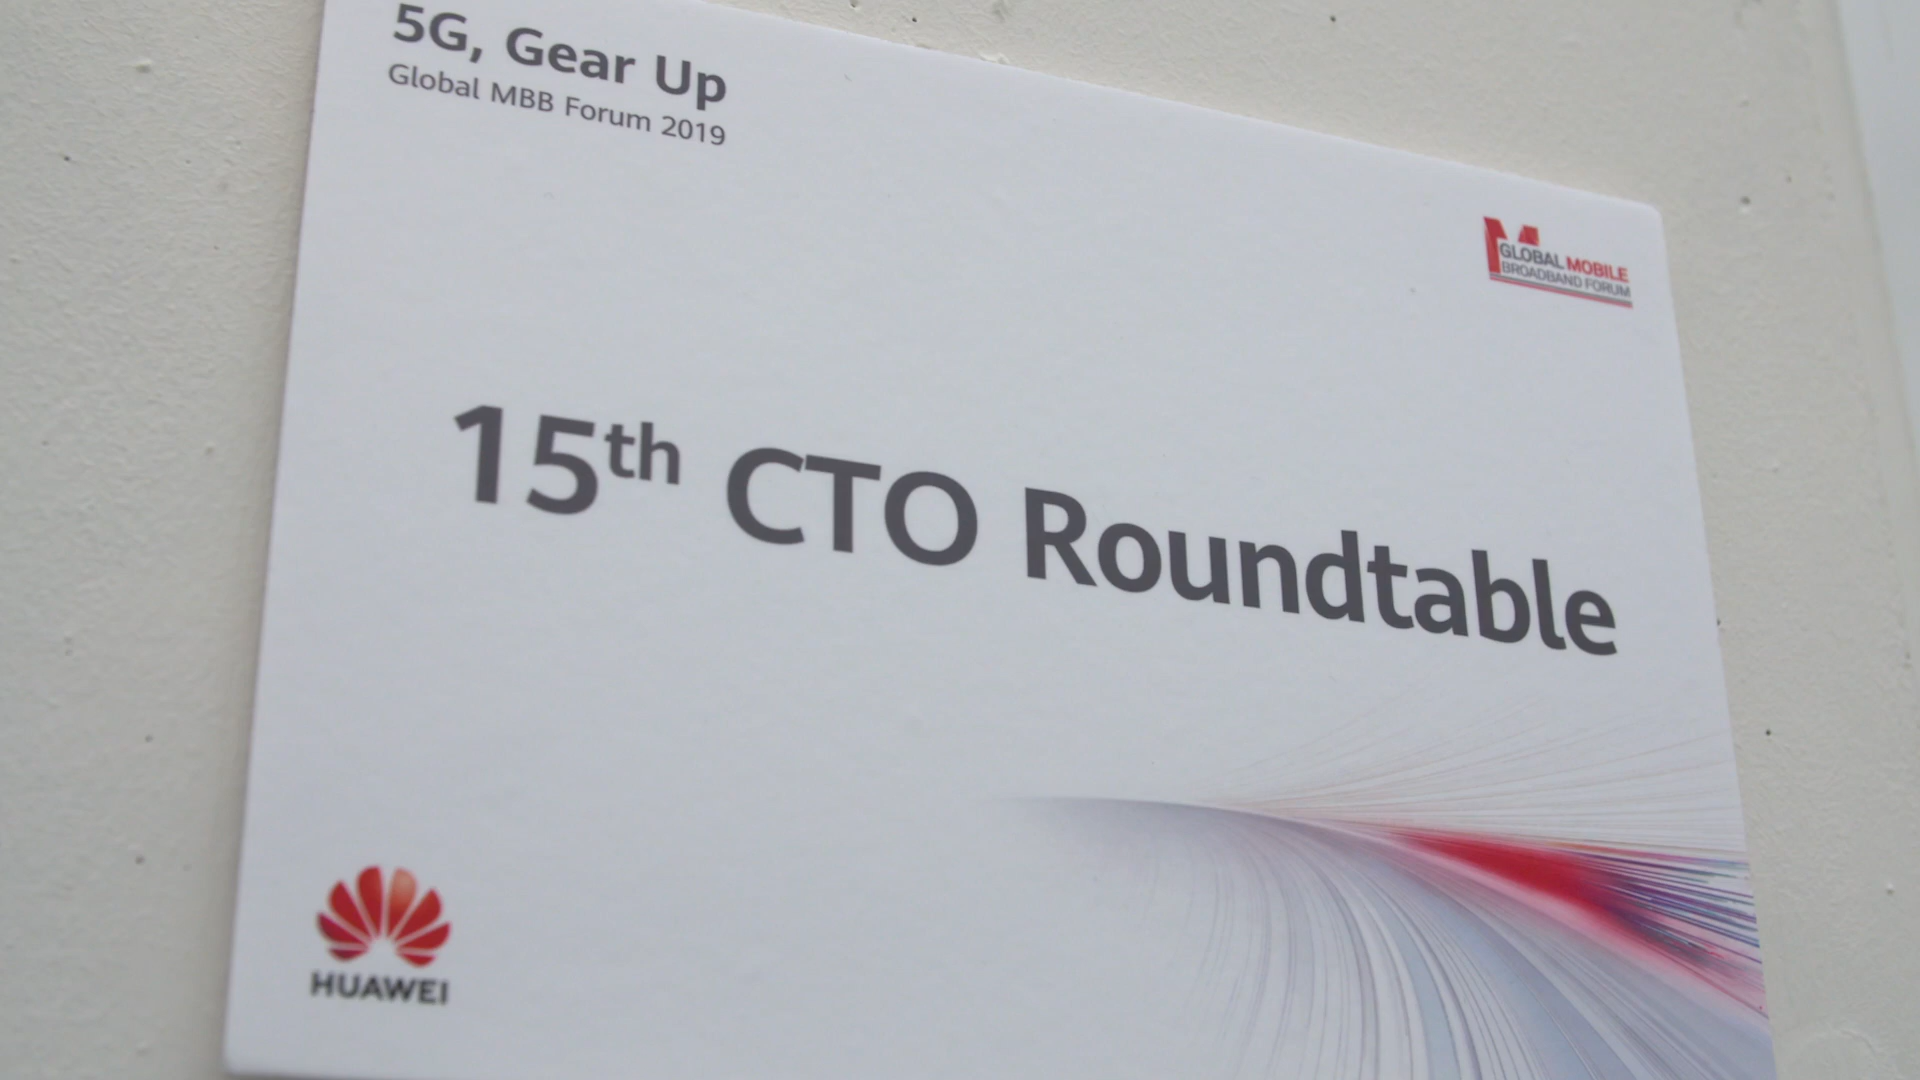 5G, Gear Up
Global MBB Forum 2019
GLOBAL MOBILE
BROADBAND FORUM
15th CTO Roundtable
HUAWEI